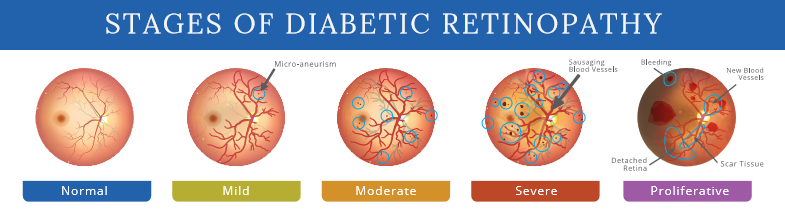 STAGES OF DIABETIC RETINOPATHY
Micro-aneurism
Sausaging
Blood Vessels
Bleeding
New Blood
Vessels
Detached
Retina
Scar Tissue
Normal
Mild
Moderate
Severe
Proliferative